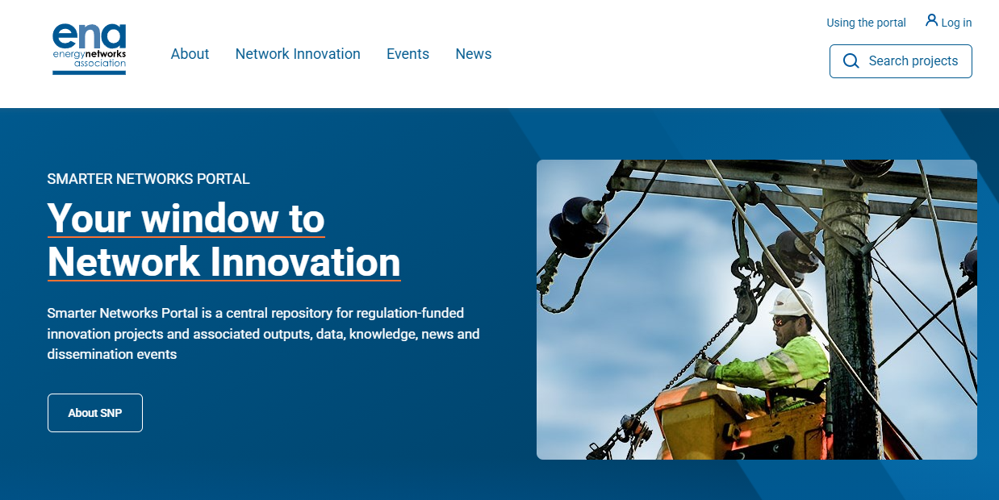 ena
energynetworks
association
About
Network Innovation
Events
News
Using the portal
Log in
Search projects
SMARTER NETWORKS PORTAL
Your window to
Network Innovation
Smarter Networks Portal is a central repository for regulation-funded
innovation projects and associated outputs, data, knowledge, news and
dissemination events
About SNP